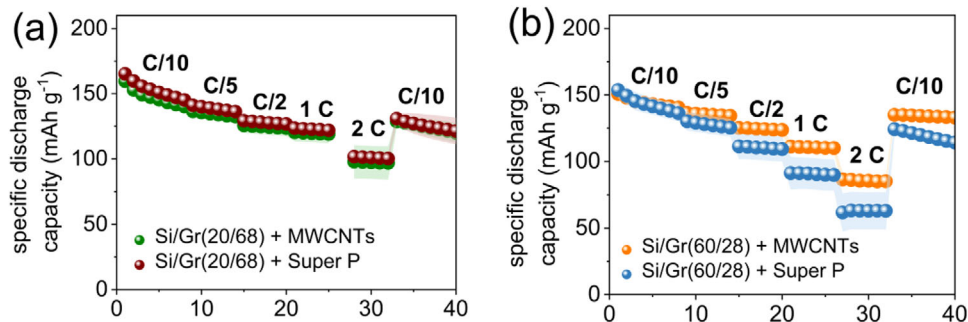 (a)
specific discharge
capacity (mAh g⁻¹)
200
150
100
50
0
C/10
C/5
C/2
1 C
2 C
C/10
Si/Gr(20/68) + MWCNTs
Si/Gr(20/68) + Super P
0 10 20 30 40
(b)
specific discharge
capacity (mAh g⁻¹)
200
150
100
50
0
C/10
C/5
C/2
1 C
2 C
C/10
Si/Gr(60/28) + MWCNTs
Si/Gr(60/28) + Super P
0 10 20 30 40